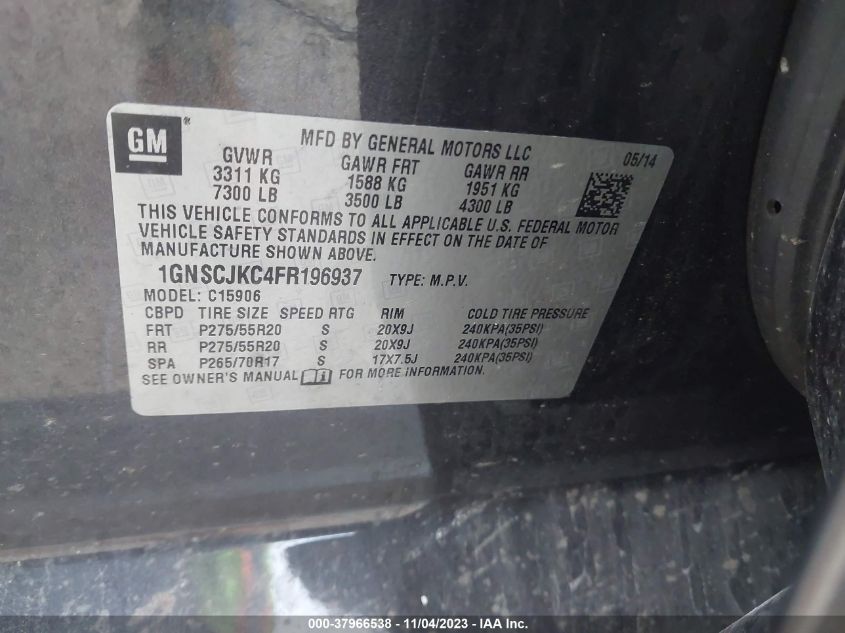 GM ®
MFD BY GENERAL MOTORS LLC 05/14
GVWR GAWR FRT GAWR RR
3311 KG 1588 KG 1951 KG
7300 LB 3500 LB 4300 LB
THIS VEHICLE CONFORMS TO ALL APPLICABLE U.S. FEDERAL MOTOR
VEHICLE SAFETY STANDARDS IN EFFECT ON THE DATE OF
MANUFACTURE SHOWN ABOVE.
1GNSCJKC4FR196937 TYPE: M.P.V.
MODEL: C15906
CBPD TIRE SIZE SPEED RTG RIM COLD TIRE PRESSURE
FRT P275/55R20 S 20X9J 240KPA(35PSI)
RR P275/55R20 S 20X9J 240KPA(35PSI)
SPA P265/70R17 S 17X7.5J 240KPA(35PSI)
SEE OWNER'S MANUAL FOR MORE INFORMATION.
000-37966538 - 11/04/2023 - IAAI.com